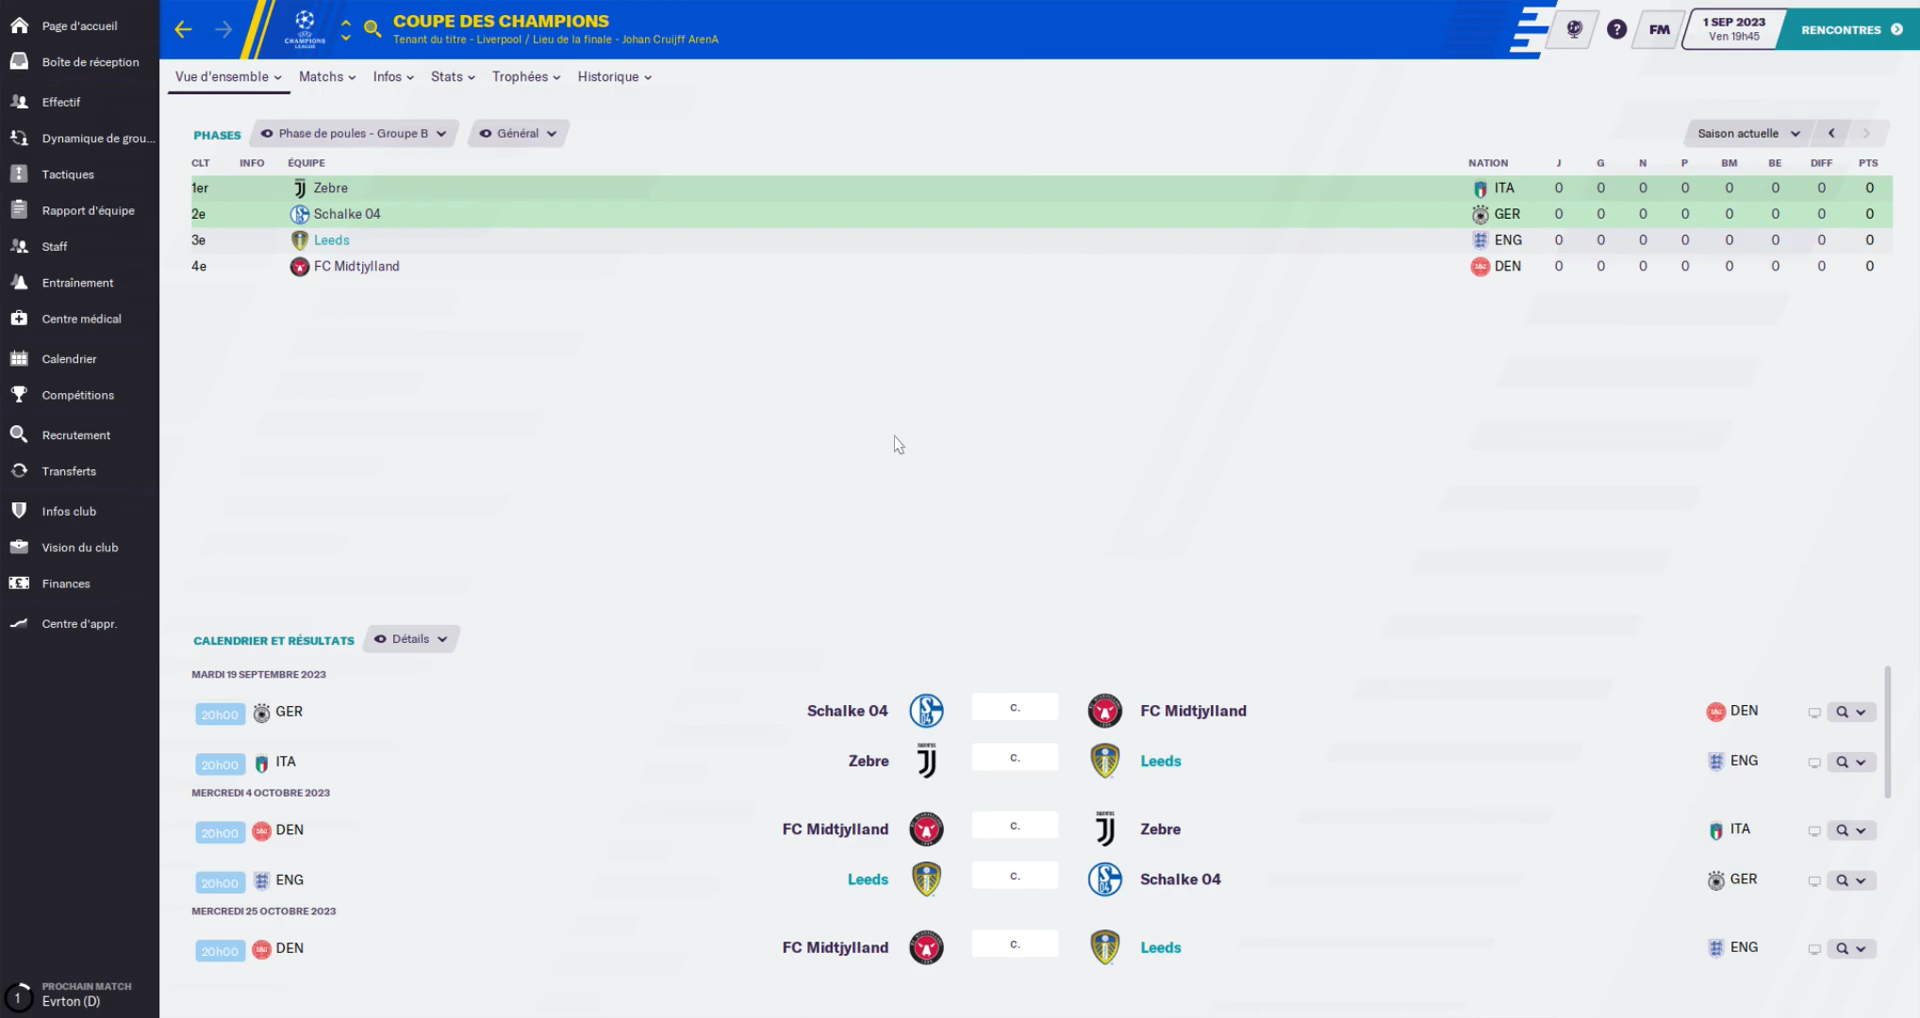 Page d'accueil
Boîte de réception
Effectif
Dynamique de grou...
Tactiques
Rapport d'équipe
Staff
Entraînement
Centre médical
Calendrier
Compétitions
Recrutement
Transferts
Infos club
Vision du club
Finances
Centre d'appr.
1 PROCHAIN MATCH
Evrton (D)
CHAMPIONS LEAGUE
COUPE DES CHAMPIONS
Tenant du titre - Liverpool / Lieu de la finale - Johan Cruijff ArenA
? FM
1 SEP 2023
Ven 19h45
RENCONTRES
Vue d'ensemble Matchs Infos Stats Trophées Historique
PHASES Phase de poules - Groupe B Général Saison actuelle
CLT INFO ÉQUIPE NATION J G N P BM BE DIFF PTS
1er Zebre ITA 0 0 0 0 0 0 0 0
2e Schalke 04 GER 0 0 0 0 0 0 0 0
3e Leeds ENG 0 0 0 0 0 0 0 0
4e FC Midtjylland DEN 0 0 0 0 0 0 0 0
CALENDRIER ET RÉSULTATS Détails
MARDI 19 SEPTEMBRE 2023
20h00 GER Schalke 04 c. FC Midtjylland DEN
20h00 ITA Zebre c. Leeds ENG
MERCREDI 4 OCTOBRE 2023
20h00 DEN FC Midtjylland c. Zebre ITA
20h00 ENG Leeds c. Schalke 04 GER
MERCREDI 25 OCTOBRE 2023
20h00 DEN FC Midtjylland c. Leeds ENG